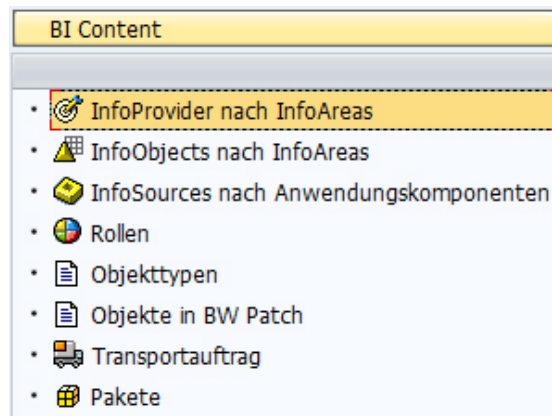 BI Content
InfoProvider nach InfoAreas
InfoObjects nach InfoAreas
InfoSources nach Anwendungskomponenten
Rollen
Objekttypen
Objekte in BW Patch
Transportauftrag
Pakete